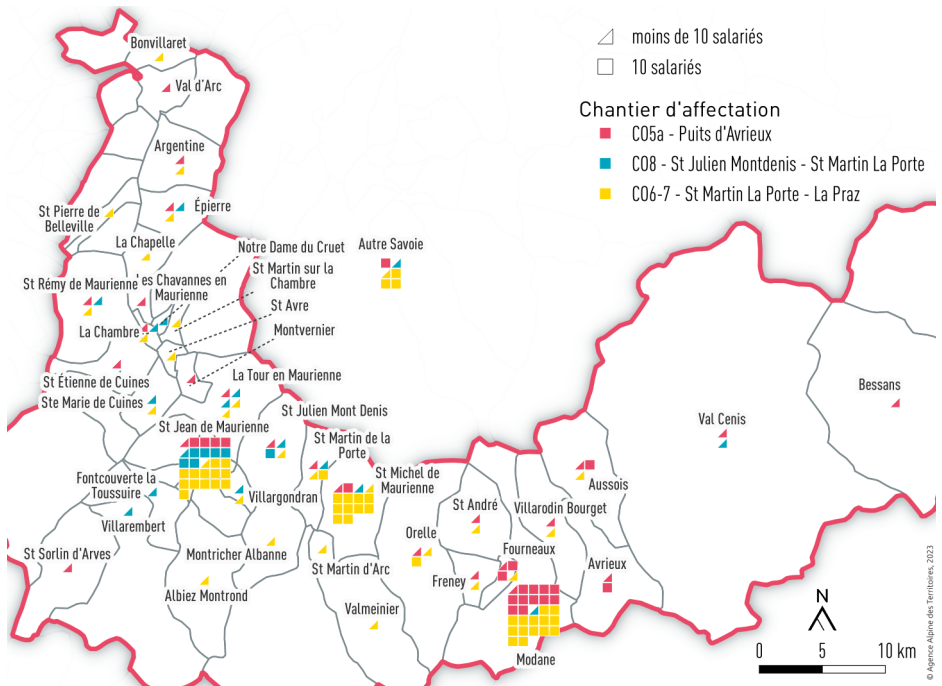 moins de 10 salariés
10 salariés
Chantier d'affectation
C05a - Puits d'Avrieux
C08 - St Julien Montdenis - St Martin La Porte
C06-7 - St Martin La Porte - La Praz
Bonvillaret
Val d'Arc
Argentine
St Pierre de
Belleville
Épierre
La Chapelle
Notre Dame du Cruet
Autre Savoie
St Martin sur la
Chambre
St Rémy de Maurienne
es Chavannes en
Maurienne
St Avre
La Chambre
Montvernier
St Étienne de Cuines
La Tour en Maurienne
Ste Marie de Cuines
St Julien Mont Denis
St Jean de Maurienne
St Martin de la
Porte
St Michel de
Maurienne
Fontcouverte la
Toussuire
Villargondran
Villarembert
St Sorlin d'Arves
Montricher Albanne
Albiez Montrond
St Martin d'Arc
Valmeinier
Orelle
St André
Freney
Fourneaux
Villarodin Bourget
Aussois
Avrieux
Modane
Val Cenis
Bessans
N
0 5 10 km
© Agence Alpine des Territoires, 2023